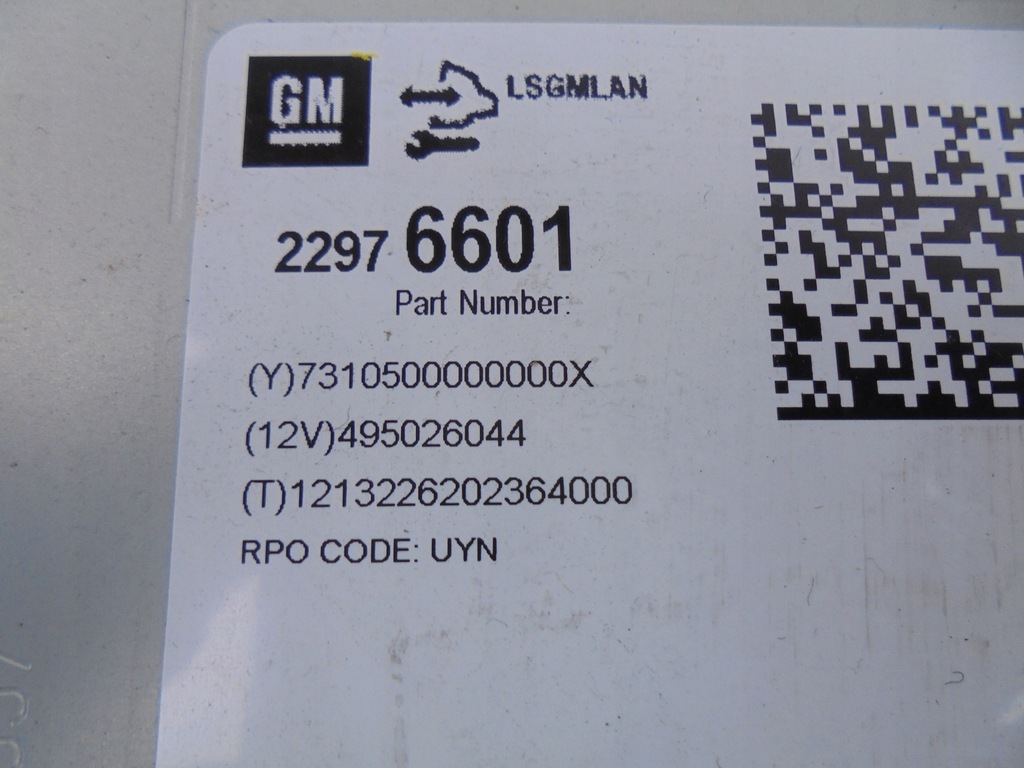 GM
LSGMLAN
2297 6601
Part Number:
(Y)7310500000000X
(12V)495026044
(T)1213226202364000
RPO CODE: UYN